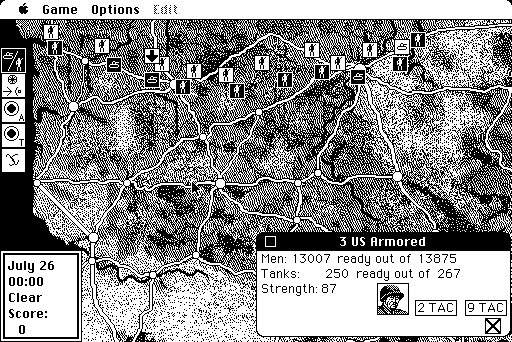 Game Options Edit
A
T
July 26
00:00
Clear
Score:
0
3 US Armored
Men: 13007 ready out of 13875
Tanks: 250 ready out of 267
Strength: 87
2 TAC 9 TAC